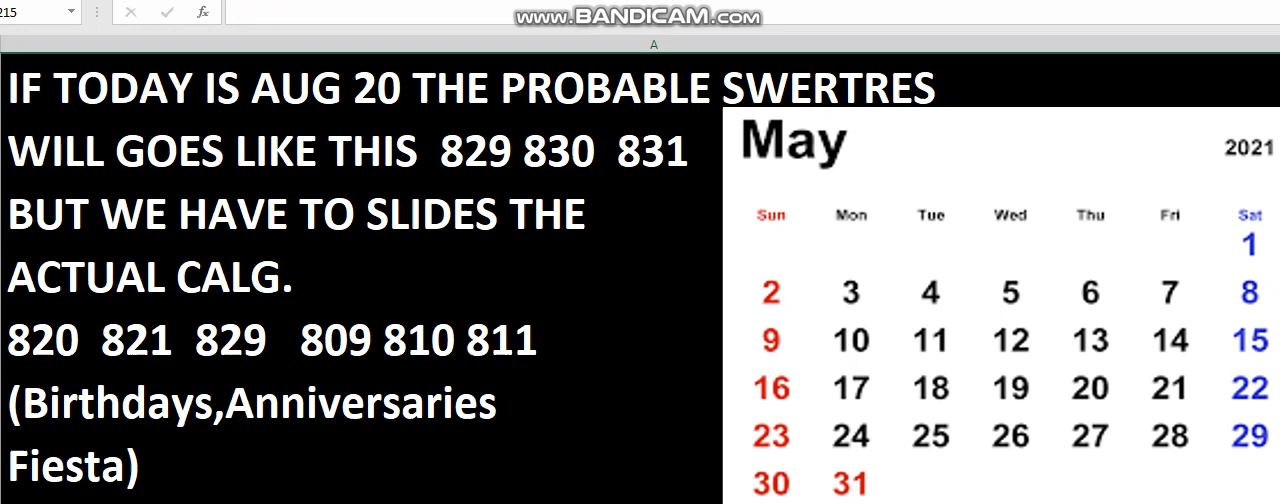 215
fx
www.BANDICAM.com
A
IF TODAY IS AUG 20 THE PROBABLE SWERTRES
WILL GOES LIKE THIS 829 830 831
BUT WE HAVE TO SLIDES THE
ACTUAL CALG.
820 821 829 809 810 811
(Birthdays,Anniversaries
Fiesta)
May 2021
Sun Mon Tue Wed Thu Fri Sat
1
2 3 4 5 6 7 8
9 10 11 12 13 14 15
16 17 18 19 20 21 22
23 24 25 26 27 28 29
30 31